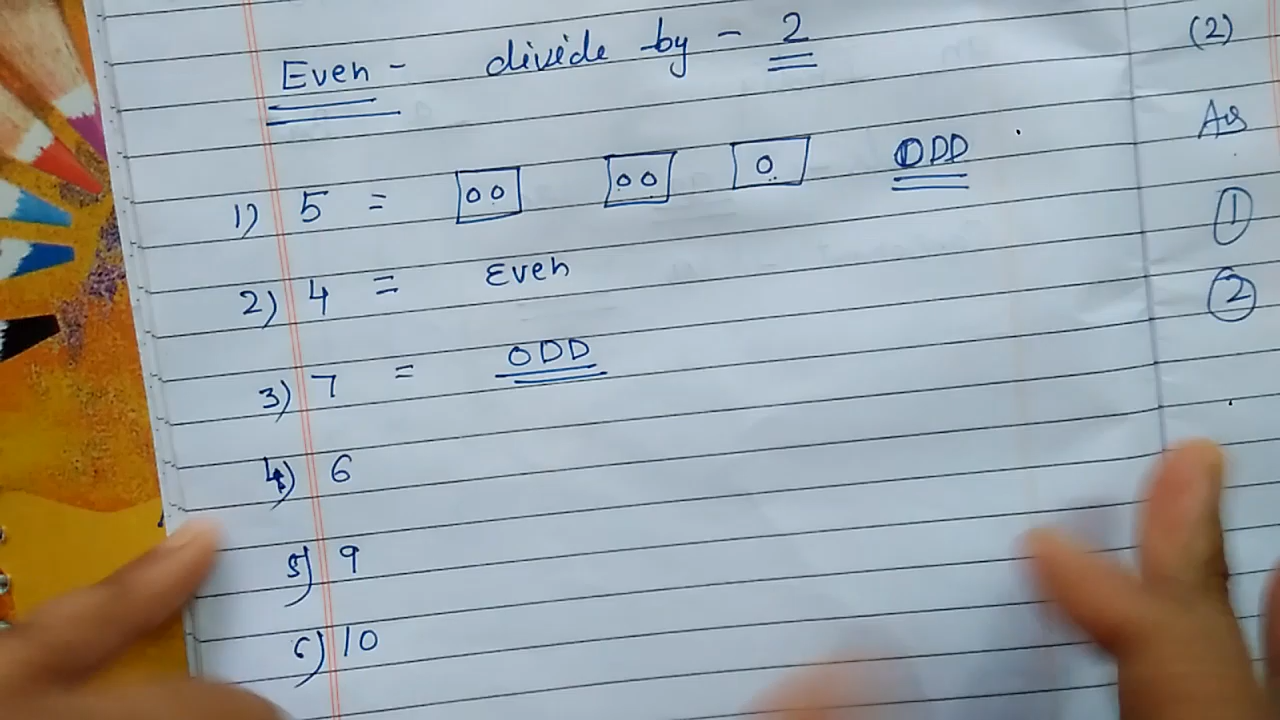 Even - divide by - 2
1) 5 = oo oo o ODD
2) 4 = Even
3) 7 = ODD
4) 6
5) 9
6) 10
(2)
As
1
2